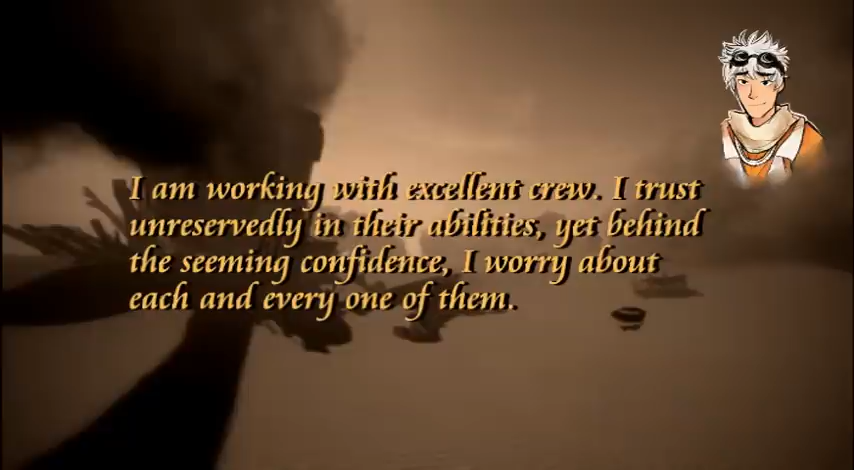 I am working with excellent crew. I trust
unreservedly in their abilities, yet behind
the seeming confidence, I worry about
each and every one of them.